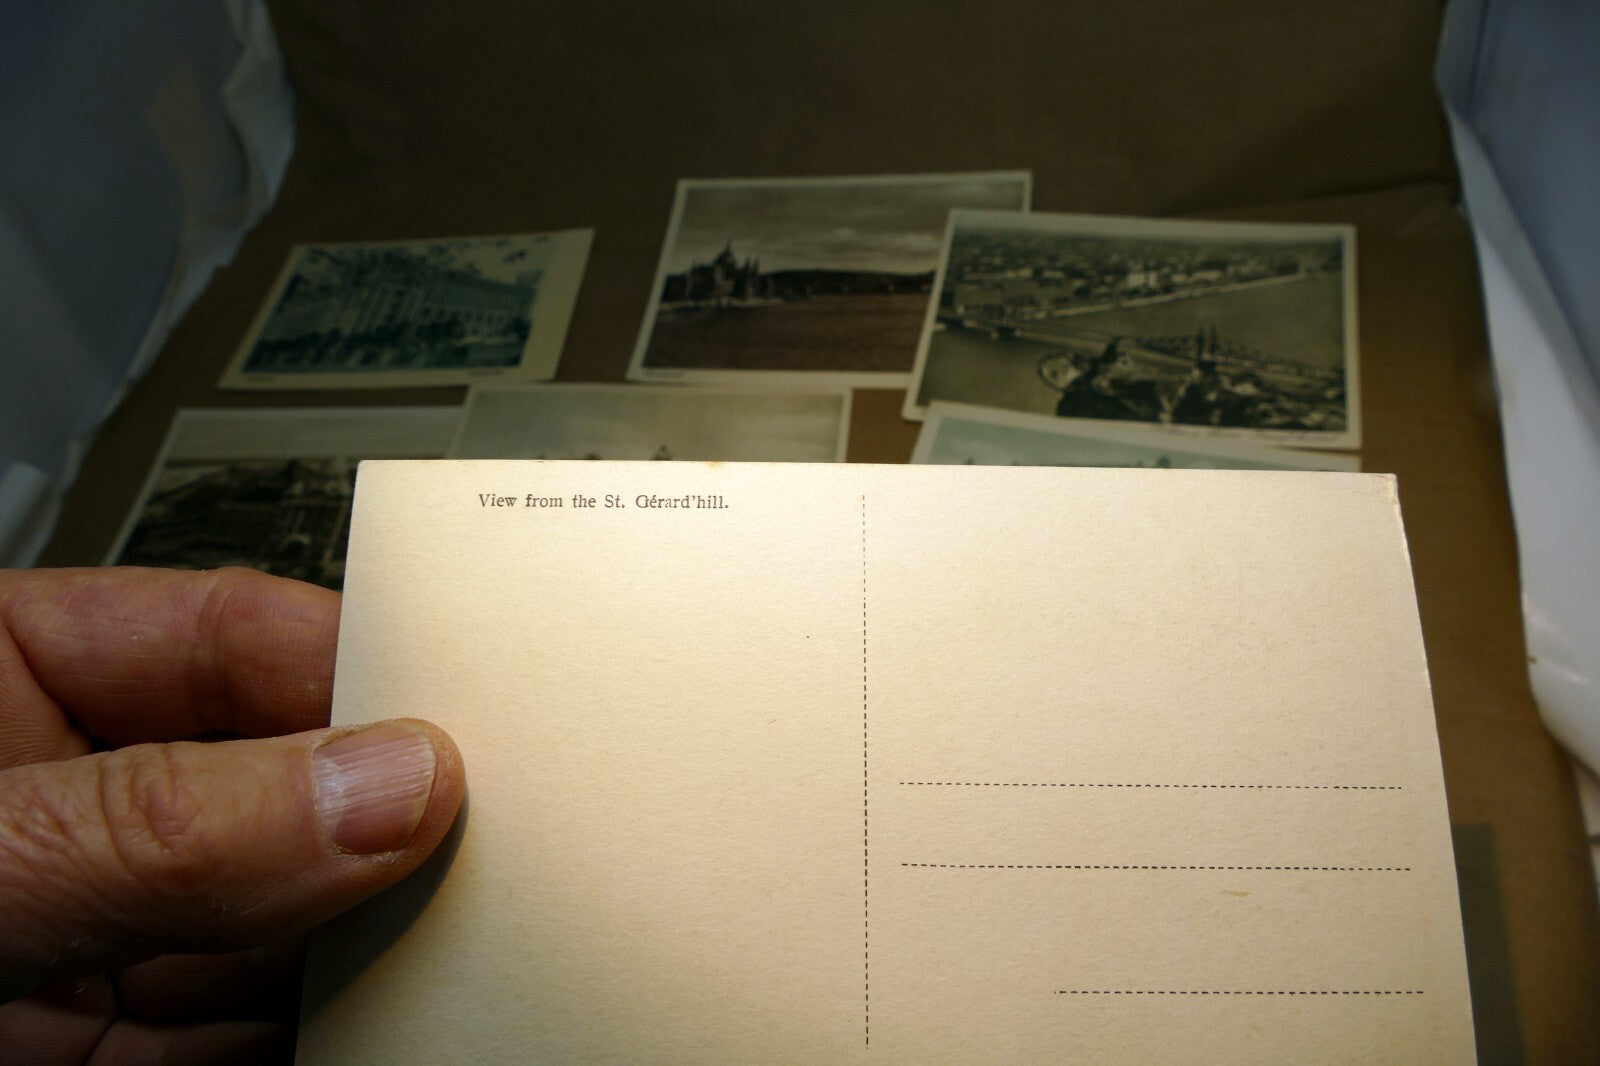 View from the St. Gérard'hill.